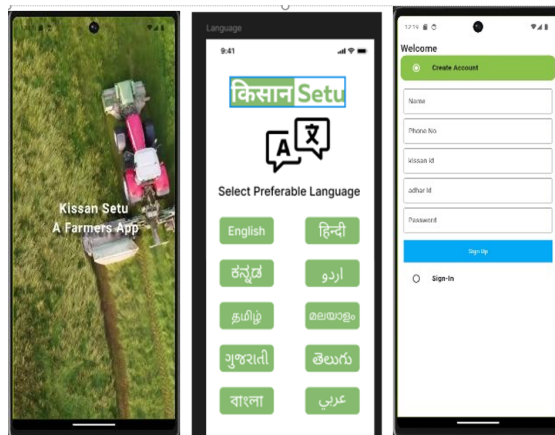 Kissan Setu
A Farmers App
Language
9:41
किसान Setu
A 文
Select Preferable Language
English
हिन्दी
ಕನ್ನಡ
اردو
தமிழ்
മലയാളം
ગુજરાતી
తెలుగు
বাংলা
عربي
Welcome
Create Account
Name
Phone No
kissan Id
adhar Id
Password
Sign Up
Sign-In